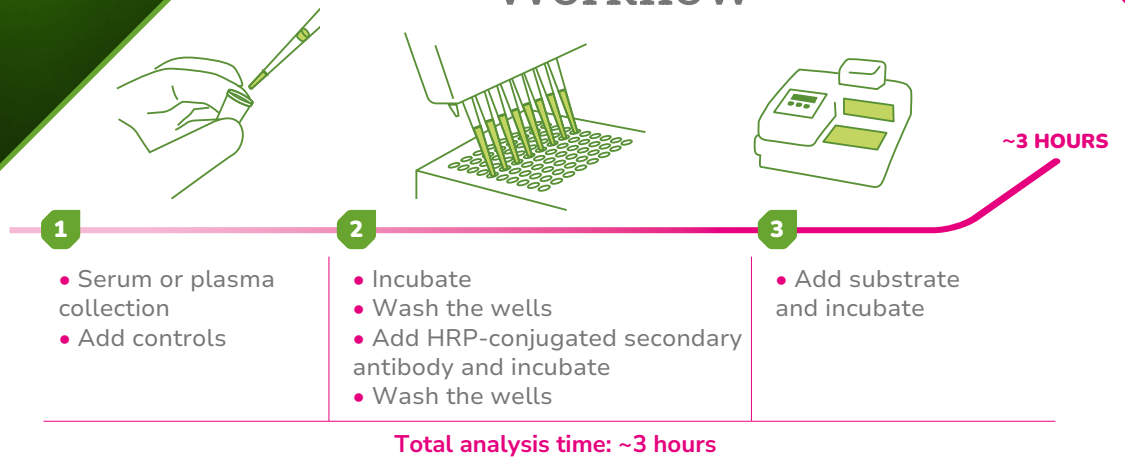 Workflow
~3 HOURS
1
2
3
• Serum or plasma
collection
• Add controls
• Incubate
• Wash the wells
• Add HRP-conjugated secondary
antibody and incubate
• Wash the wells
• Add substrate
and incubate
Total analysis time: ~3 hours